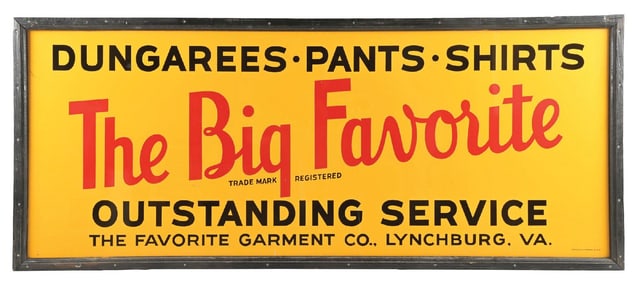 DUNGAREES · PANTS · SHIRTS
The Big Favorite
TRADE MARK REGISTERED
OUTSTANDING SERVICE
THE FAVORITE GARMENT CO., LYNCHBURG, VA.